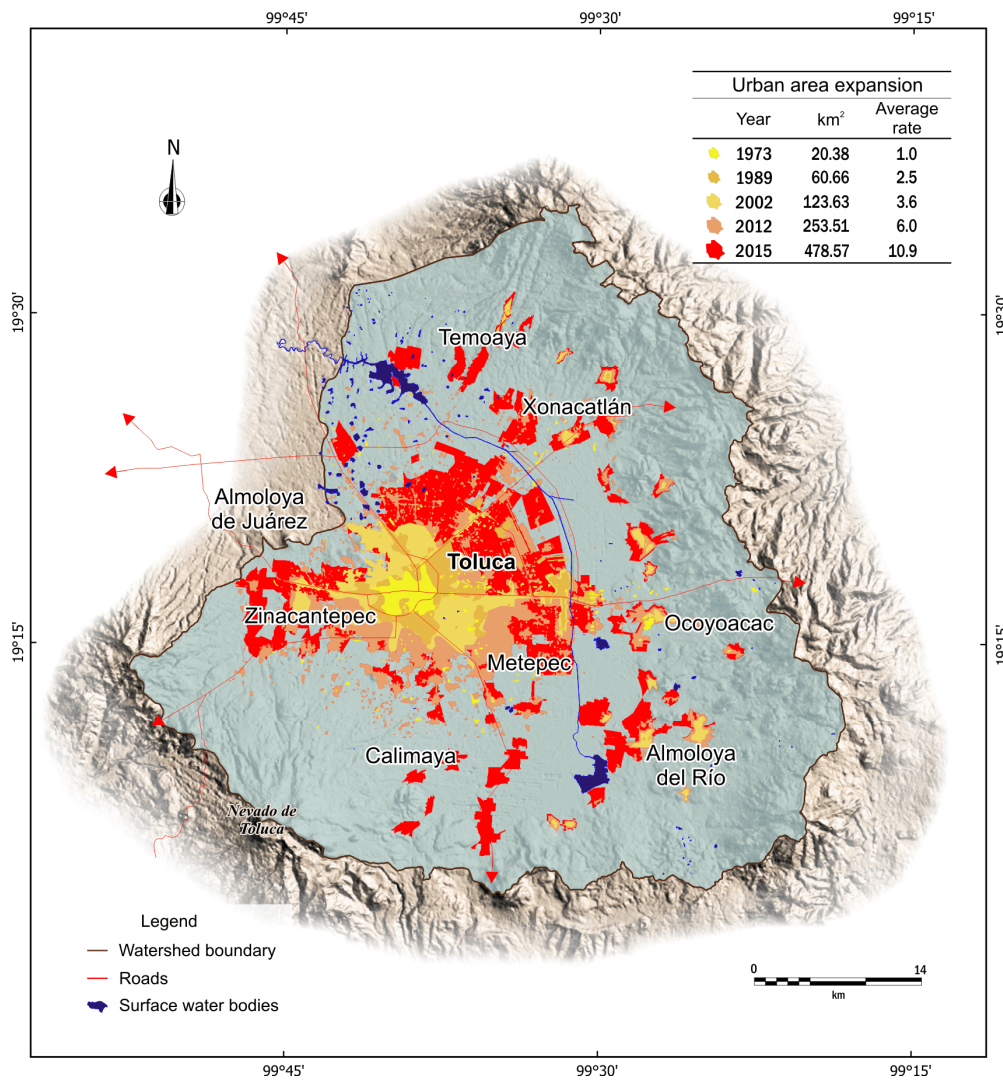 99°45'
99°30'
99°15'
Urban area expansion
Year km² Average rate
1973 20.38 1.0
1989 60.66 2.5
2002 123.63 3.6
2012 253.51 6.0
2015 478.57 10.9
N
19°30'
19°30'
Temoaya
Xonacatlán
Almoloya
de Juárez
Toluca
Zinacantepec
Ocoyoacac
19°15'
19°15'
Metepec
Calimaya
Almoloya
del Río
Nevado de
Toluca
Legend
Watershed boundary
Roads
Surface water bodies
0 14
km
99°45'
99°30'
99°15'